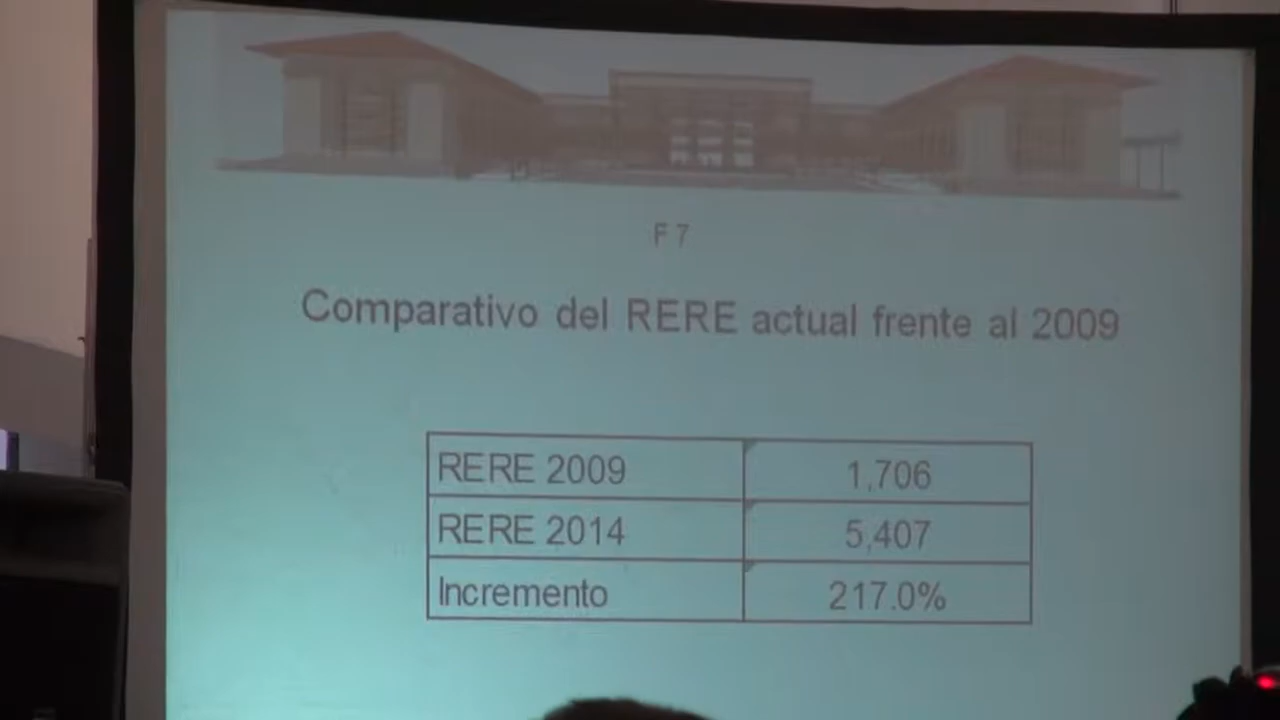 F 7
Comparativo del RERE actual frente al 2009
RERE 2009 1,706
RERE 2014 5,407
Incremento 217.0%